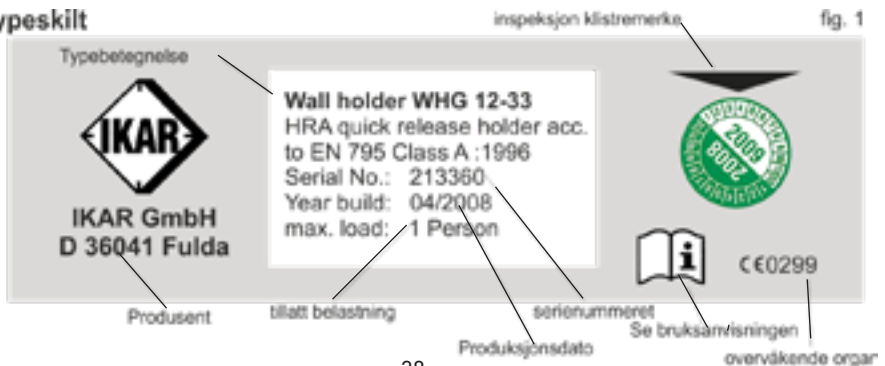 ypeskilt
inspeksjon klistremerke
fig. 1
Typebetegnelse
IKAR
IKAR GmbH
D 36041 Fulda
Wall holder WHG 12-33
HRA quick release holder acc.
to EN 795 Class A :1996
Serial No.: 213360
Year build: 04/2008
max. load: 1 Person
2009
2008
i
C€0299
Produsent
tillatt belastning
serienummeret
Se bruksanvisningen
Produksjonsdato
overvåkende organ